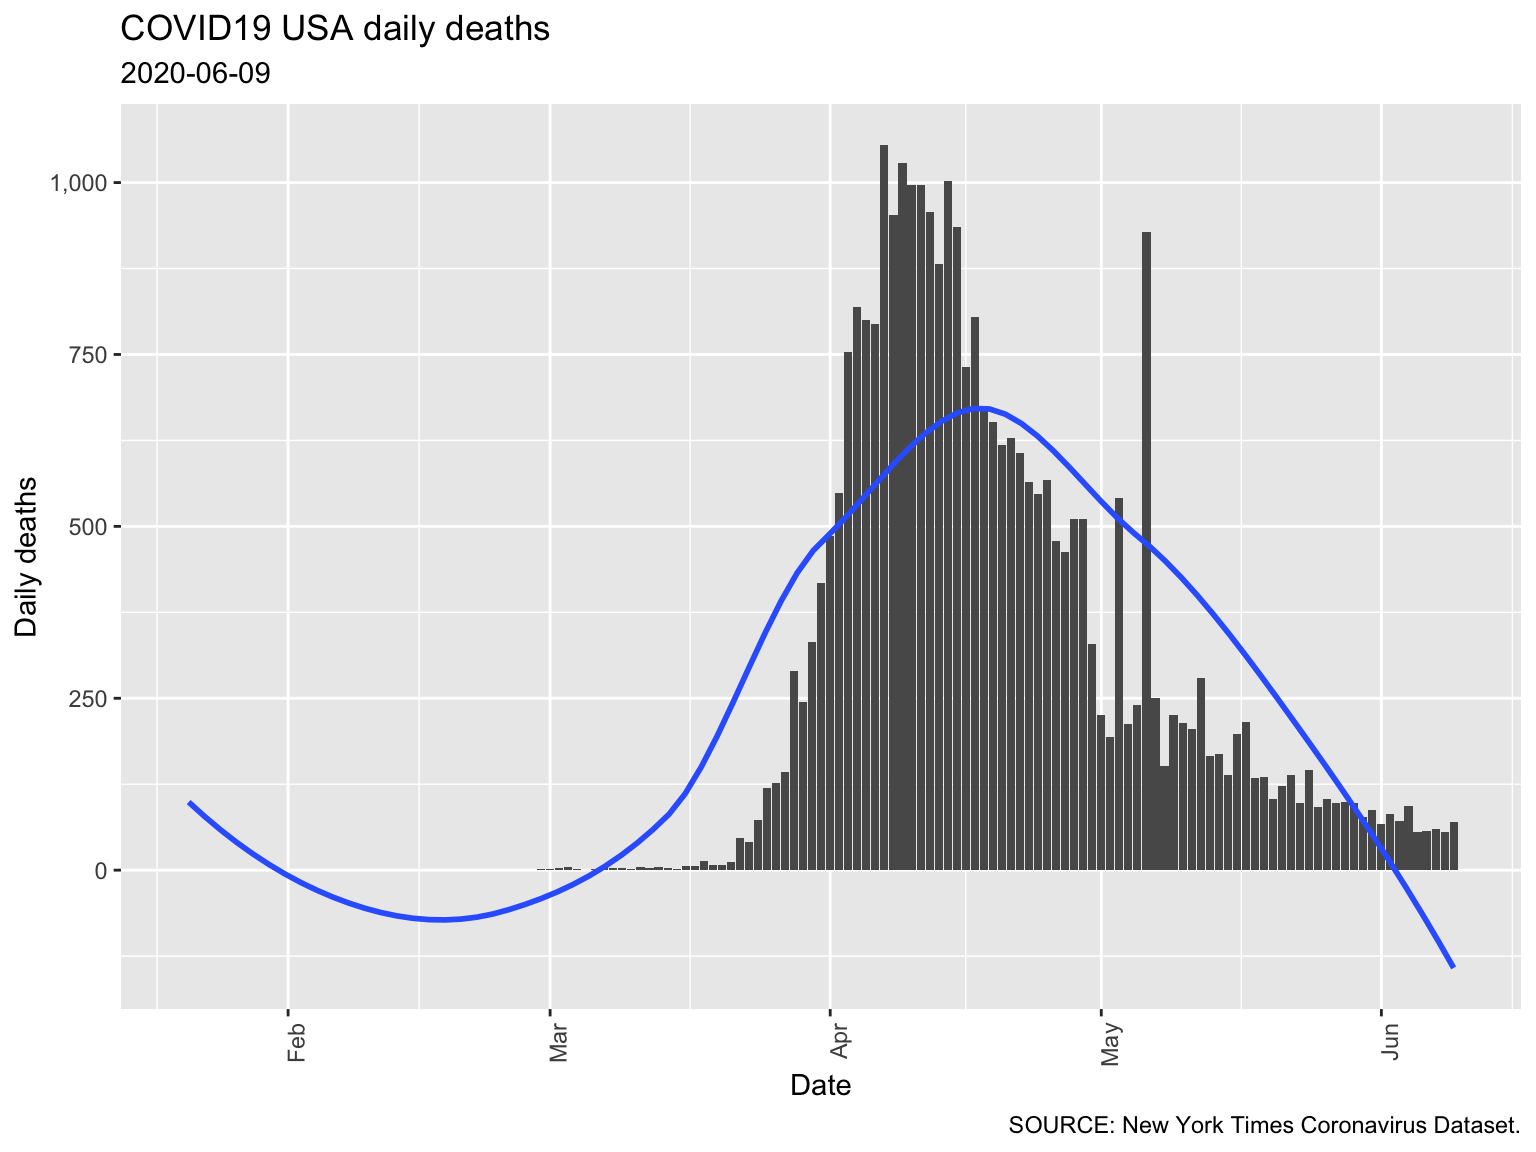 COVID19 USA daily deaths
2020-06-09
Daily deaths
1,000
750
500
250
0
Feb
Mar
Apr
May
Jun
Date
SOURCE: New York Times Coronavirus Dataset.